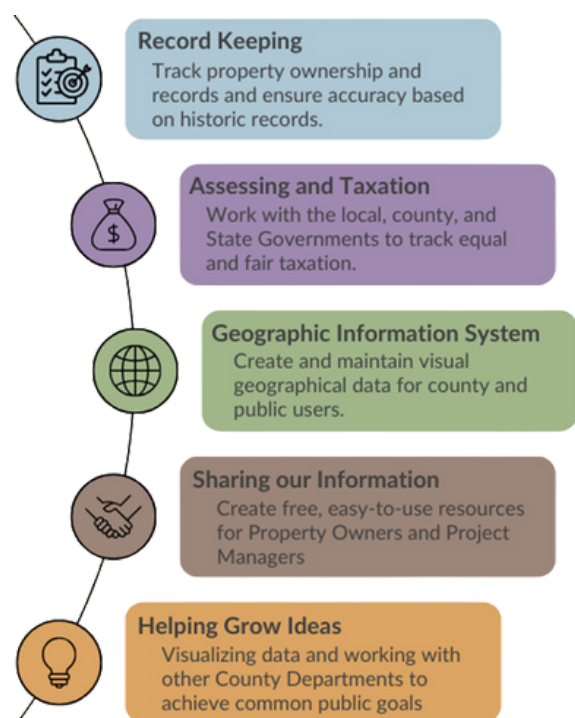 Record Keeping
Track property ownership and
records and ensure accuracy based
on historic records.
Assessing and Taxation
Work with the local, county, and
State Governments to track equal
and fair taxation.
$
Geographic Information System
Create and maintain visual
geographical data for county and
public users.
Sharing our Information
Create free, easy-to-use resources
for Property Owners and Project
Managers
Helping Grow Ideas
Visualizing data and working with
other County Departments to
achieve common public goals